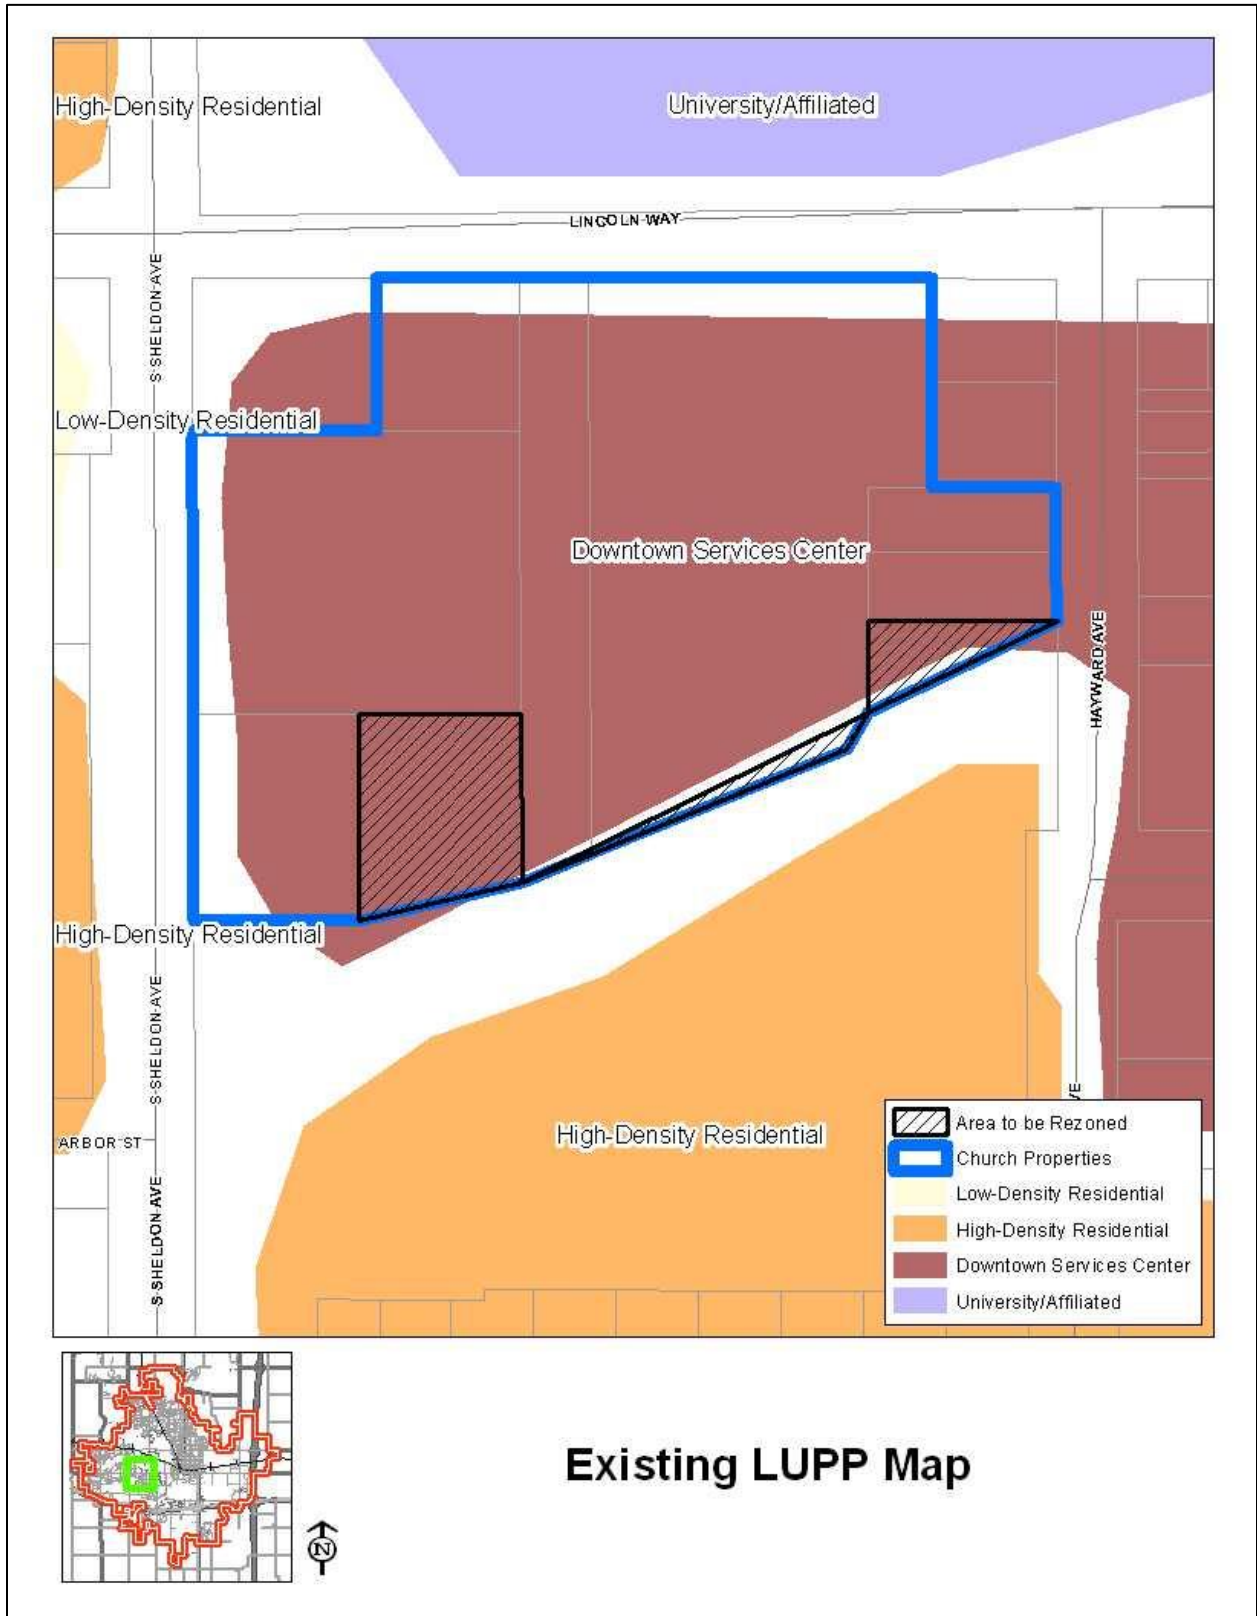 High-Density Residential
University/Affiliated
LINCOLN WAY
S SHELDON AVE
Low-Density Residential
Downtown Services Center
HAYWARD AVE
High-Density Residential
S SHELDON AVE
ARBOR ST
High-Density Residential
S SHELDON AVE
VE
Area to be Rezoned
Church Properties
Low-Density Residential
High-Density Residential
Downtown Services Center
University/Affiliated
Existing LUPP Map
N